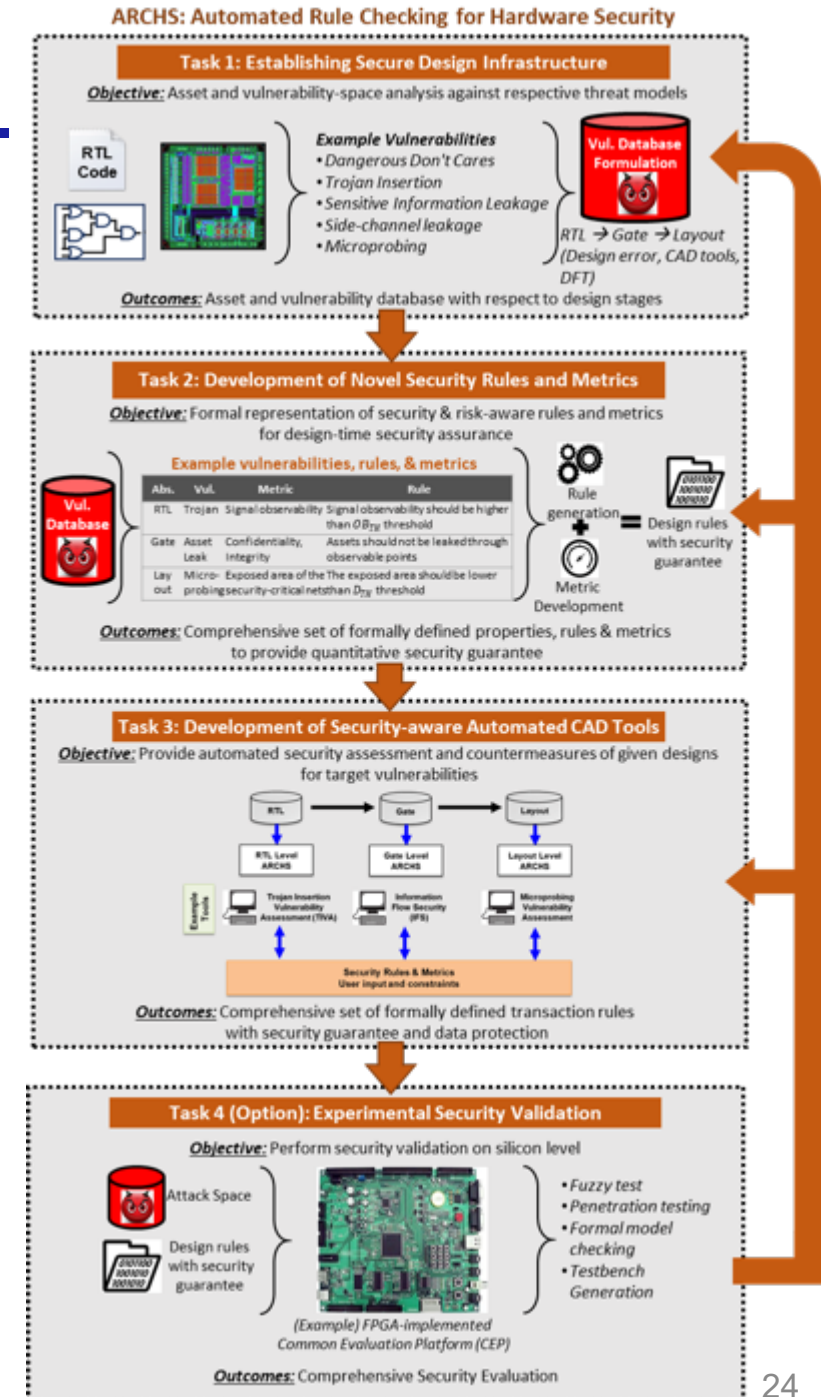 ARCHS: Automated Rule Checking for Hardware Security
Task 1: Establishing Secure Design Infrastructure
Objective: Asset and vulnerability-space analysis against respective threat models
RTL
Code
Example Vulnerabilities
•Dangerous Don't Cares
•Trojan Insertion
•Sensitive Information Leakage
•Side-channel leakage
•Microprobing
Vul. Database
Formulation
RTL → Gate → Layout
(Design error, CAD tools,
DFT)
Outcomes: Asset and vulnerability database with respect to design stages
Task 2: Development of Novel Security Rules and Metrics
Objective: Formal representation of security & risk-aware rules and metrics
for design-time security assurance
Vul.
Database
Example vulnerabilities, rules, & metrics
Abs. Vul. Metric Rule
RTL Trojan Signal observability Signal observability should be higher
than OB_TH threshold
Gate Asset Confidentiality, Assets should not be leaked through
Leak Integrity observable points
Lay Micro- Exposed area of the The exposed area should be lower
out probing security-critical nets than D_TH threshold
Rule
generation
+
Metric
Development
=
0101100
1001010
1001010
Design rules
with security
guarantee
Outcomes: Comprehensive set of formally defined properties, rules & metrics
to provide quantitative security guarantee
Task 3: Development of Security-aware Automated CAD Tools
Objective: Provide automated security assessment and countermeasures of given designs
for target vulnerabilities
RTL Gate Layout
RTL Level
ARCHS
Gate Level
ARCHS
Layout Level
ARCHS
Example
Tools
Trojan Insertion
Vulnerability
Assessment (TIVA)
Information
Flow Security
(IFS)
Microprobing
Vulnerability
Assessment
Security Rules & Metrics
User input and constraints
Outcomes: Comprehensive set of formally defined transaction rules
with security guarantee and data protection
Task 4 (Option): Experimental Security Validation
Objective: Perform security validation on silicon level
Attack Space
0101100
1001010
1001010
Design rules
with security
guarantee
(Example) FPGA-implemented
Common Evaluation Platform (CEP)
•Fuzzy test
•Penetration testing
•Formal model
checking
•Testbench
Generation
Outcomes: Comprehensive Security Evaluation
24